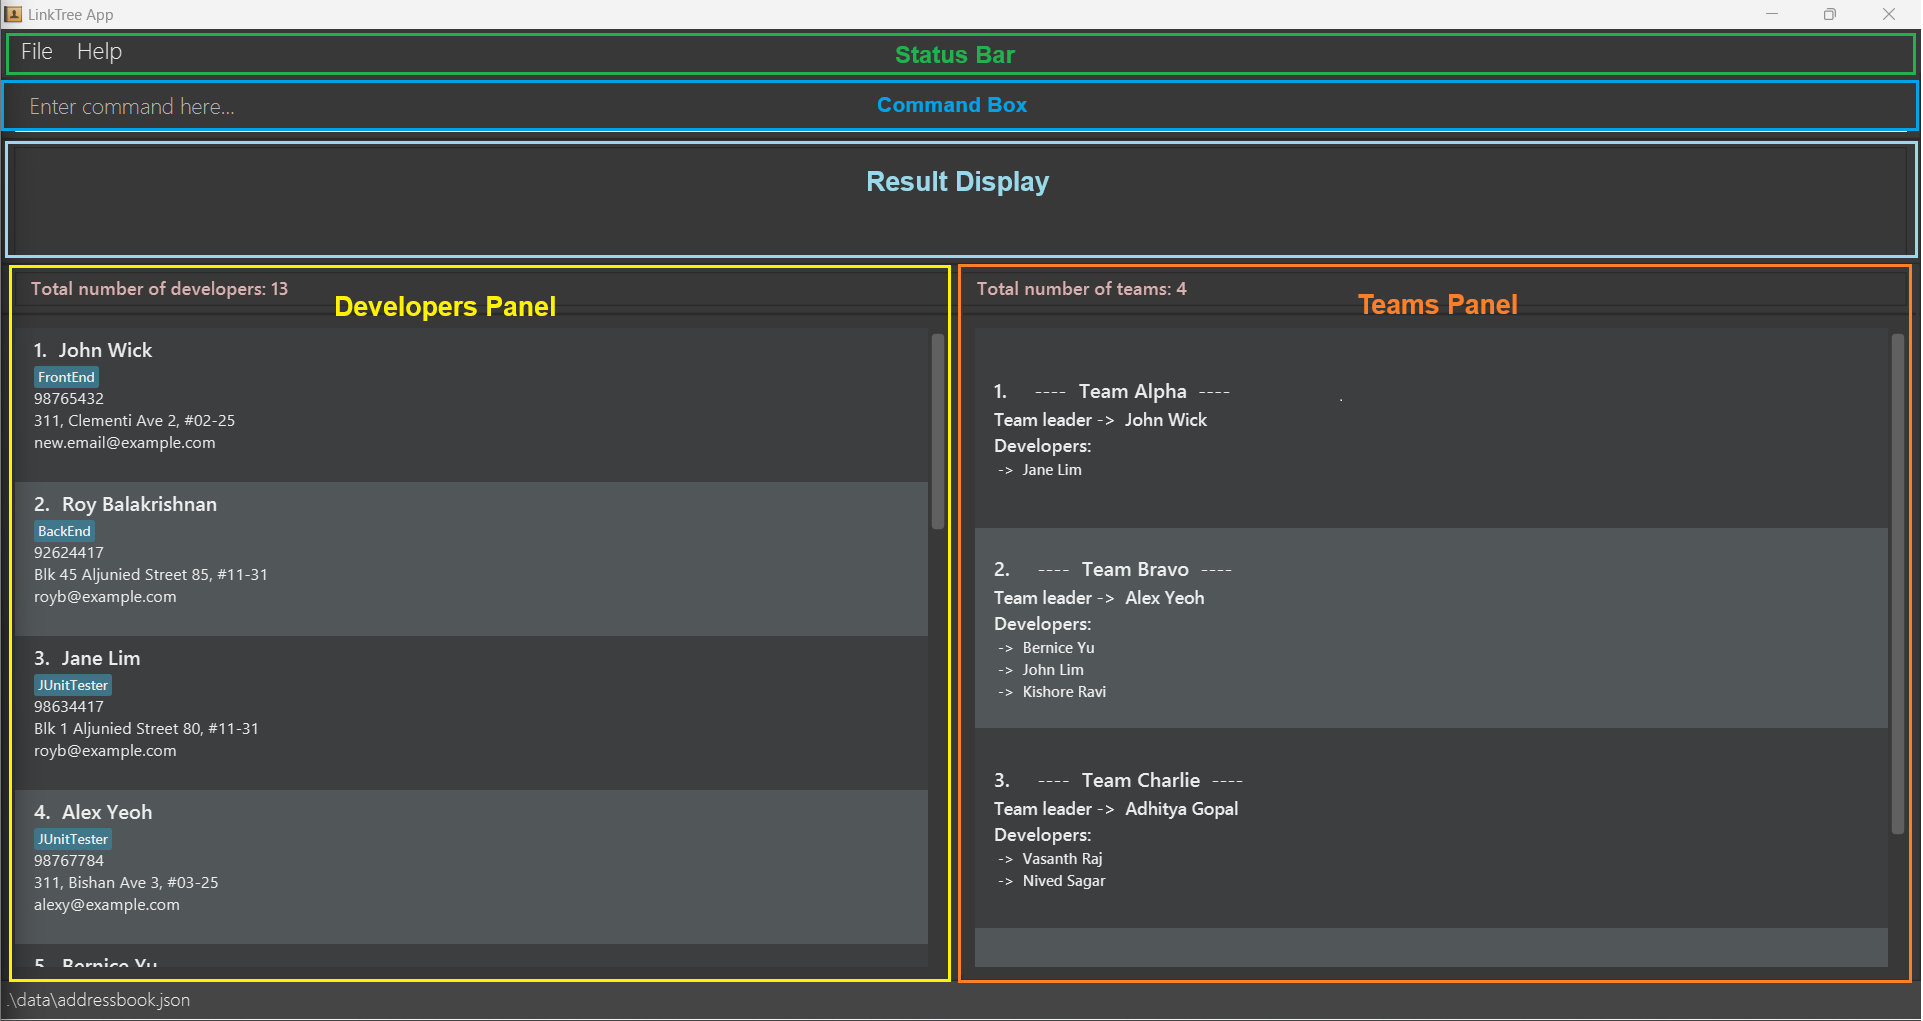 LinkTree App
File Help
Status Bar
Enter command here...
Command Box
Result Display
Total number of developers: 13
Developers Panel
1. John Wick
FrontEnd
98765432
311, Clementi Ave 2, #02-25
new.email@example.com
2. Roy Balakrishnan
BackEnd
92624417
Blk 45 Aljunied Street 85, #11-31
royb@example.com
3. Jane Lim
JUnitTester
98634417
Blk 1 Aljunied Street 80, #11-31
royb@example.com
4. Alex Yeoh
JUnitTester
98767784
311, Bishan Ave 3, #03-25
alexy@example.com
5. Bernice Yu
Total number of teams: 4
Teams Panel
1. ---- Team Alpha ----
Team leader -> John Wick
Developers:
-> Jane Lim
2. ---- Team Bravo ----
Team leader -> Alex Yeoh
Developers:
-> Bernice Yu
-> John Lim
-> Kishore Ravi
3. ---- Team Charlie ----
Team leader -> Adhitya Gopal
Developers:
-> Vasanth Raj
-> Nived Sagar
.\data\addressbook.json